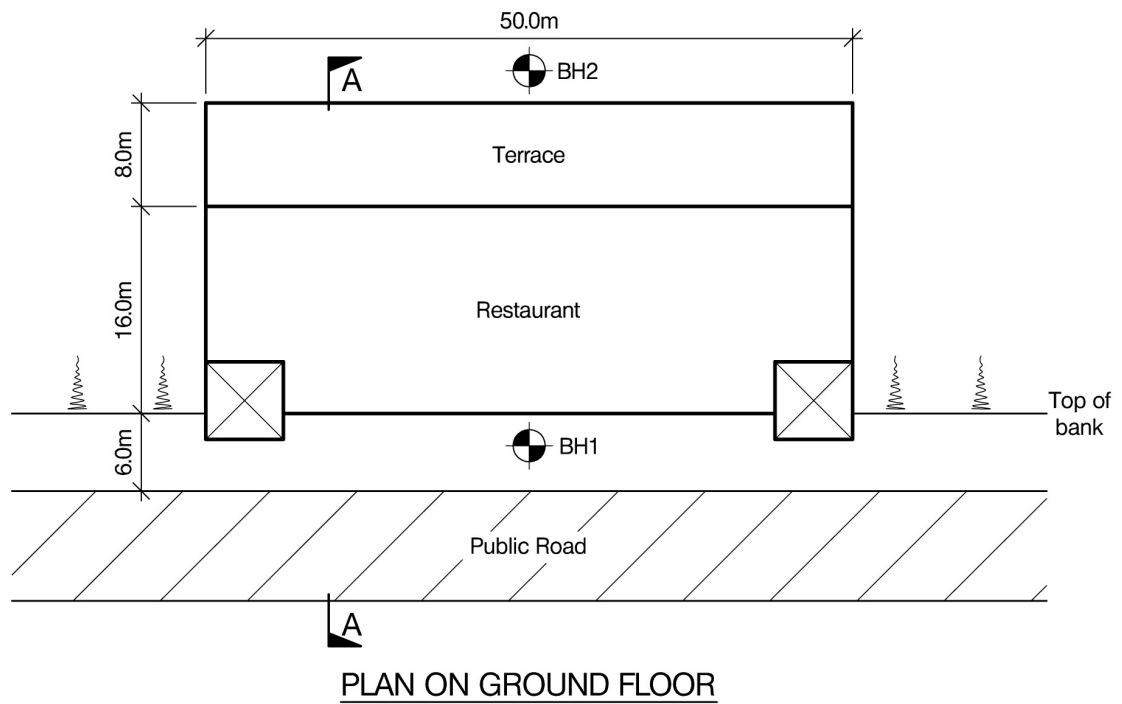 50.0m
A
BH2
8.0m
Terrace
16.0m
Restaurant
Top of
bank
6.0m
BH1
Public Road
A
PLAN ON GROUND FLOOR